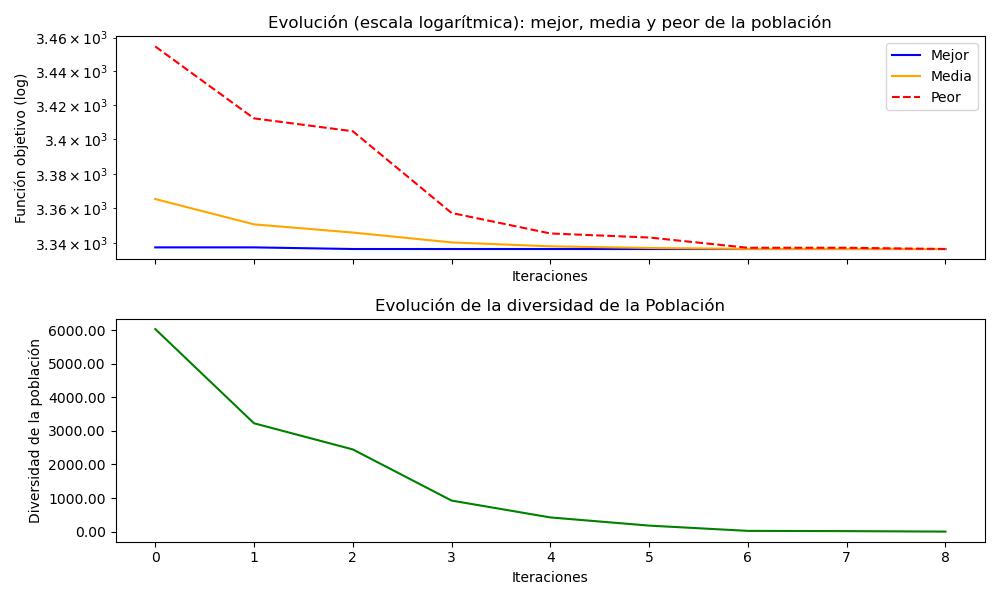 Evolución (escala logarítmica): mejor, media y peor de la población
Función objetivo (log)
3.46 × 10³
3.44 × 10³
3.42 × 10³
3.4 × 10³
3.38 × 10³
3.36 × 10³
3.34 × 10³
Mejor
Media
Peor
Iteraciones
Evolución de la diversidad de la Población
Diversidad de la población
6000.00
5000.00
4000.00
3000.00
2000.00
1000.00
0.00
0 1 2 3 4 5 6 7 8
Iteraciones